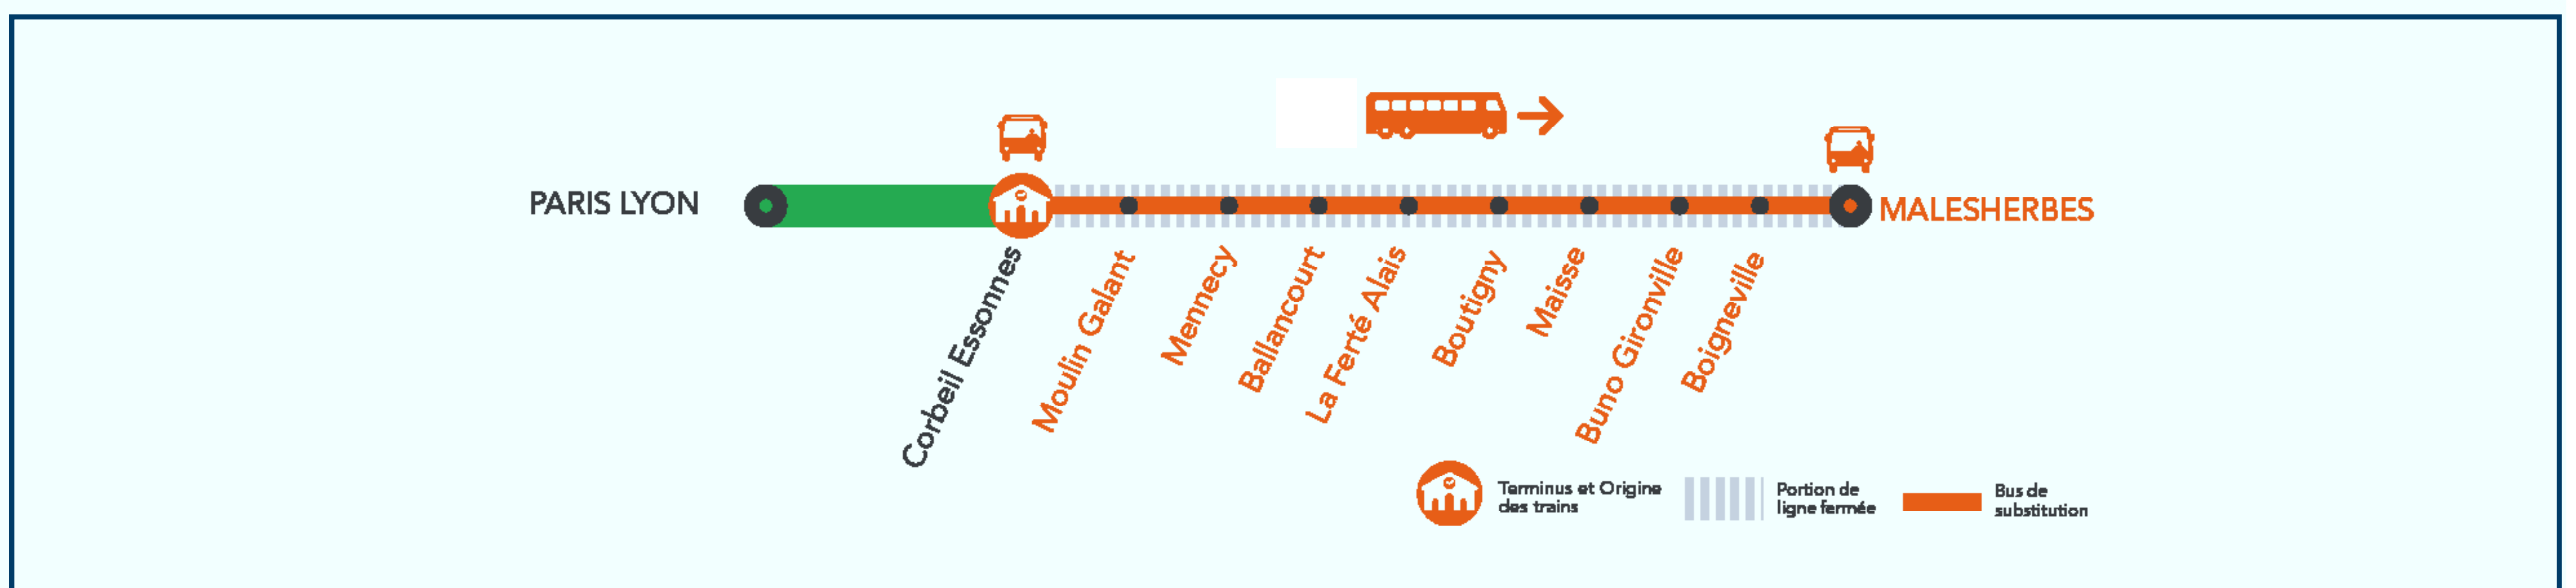 PARIS LYON
MALESHERBES
Corbeil Essonnes
Moulin Galant
Mennecy
Ballancourt
La Ferté Alais
Boutigny
Maisse
Buno Gironville
Boigneville
Terminus et Origine
des trains
Portion de
ligne fermée
Bus de
substitution